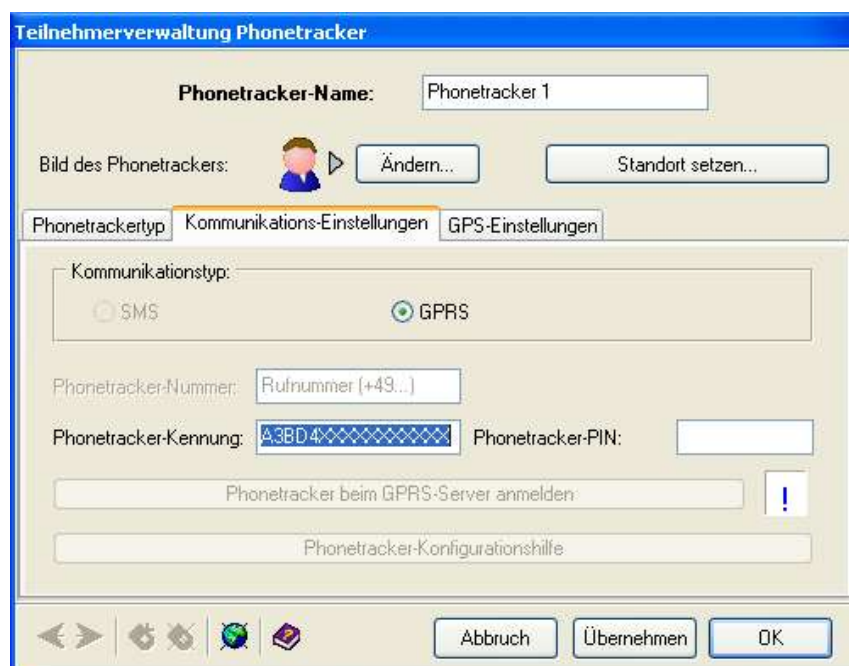 Teilnehmerverwaltung Phonetracker
Phonetracker-Name: Phonetracker 1
Bild des Phonetrackers: Ändern... Standort setzen...
Phonetrackertyp Kommunikations-Einstellungen GPS-Einstellungen
Kommunikationstyp:
SMS GPRS
Phonetracker-Nummer: Rufnummer (+49...)
Phonetracker-Kennung: A3BD4XXXXXXXXXXX Phonetracker-PIN:
Phonetracker beim GPRS-Server anmelden !
Phonetracker-Konfigurationshilfe
Abbruch Übernehmen OK